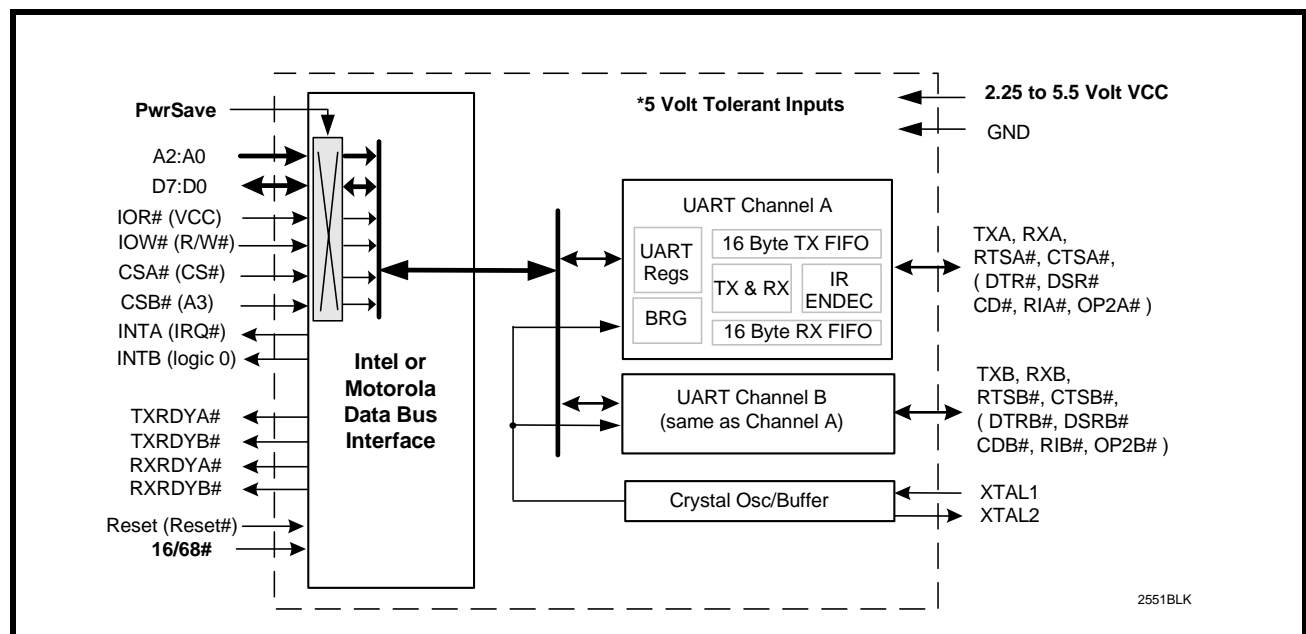 PwrSave
A2:A0
D7:D0
IOR# (VCC)
IOW# (R/W#)
CSA# (CS#)
CSB# (A3)
INTA (IRQ#)
INTB (logic 0)
TXRDYA#
TXRDYB#
RXRDYA#
RXRDYB#
Reset (Reset#)
16/68#
Intel or
Motorola
Data Bus
Interface
*5 Volt Tolerant Inputs
2.25 to 5.5 Volt VCC
GND
UART Channel A
UART
Regs
BRG
16 Byte TX FIFO
TX & RX
IR
ENDEC
16 Byte RX FIFO
TXA, RXA,
RTSA#, CTSA#,
( DTR#, DSR#
CD#, RIA#, OP2A# )
UART Channel B
(same as Channel A)
TXB, RXB,
RTSB#, CTSB#,
( DTRB#, DSRB#
CDB#, RIB#, OP2B# )
Crystal Osc/Buffer
XTAL1
XTAL2
2551BLK